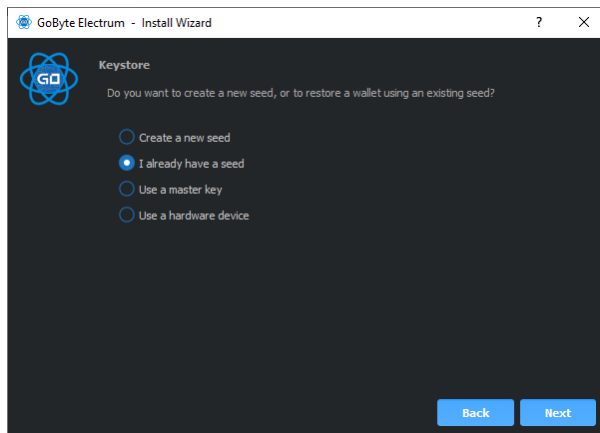 GoByte Electrum - Install Wizard
GO
Keystore
Do you want to create a new seed, or to restore a wallet using an existing seed?
Create a new seed
I already have a seed
Use a master key
Use a hardware device
Back Next